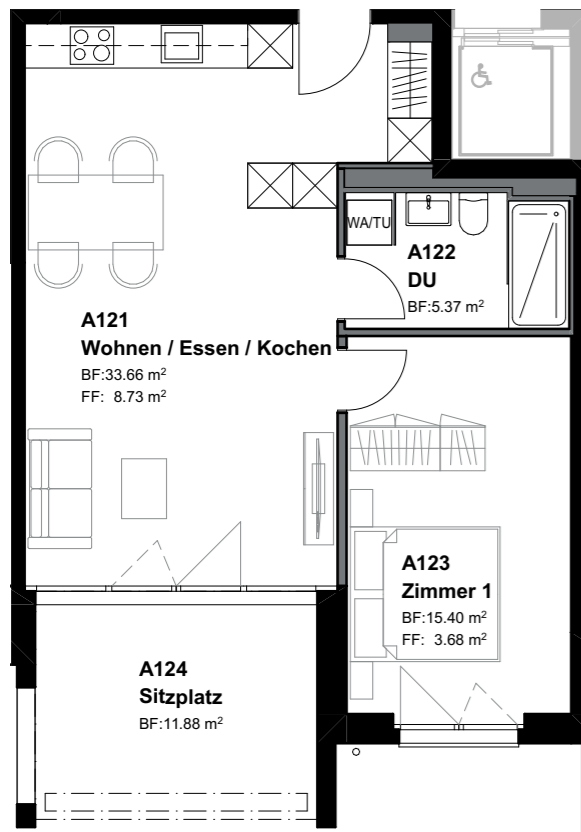 WA/TU
A122
DU
BF:5.37 m²
A121
Wohnen / Essen / Kochen
BF:33.66 m²
FF: 8.73 m²
A123
Zimmer 1
BF:15.40 m²
FF: 3.68 m²
A124
Sitzplatz
BF:11.88 m²